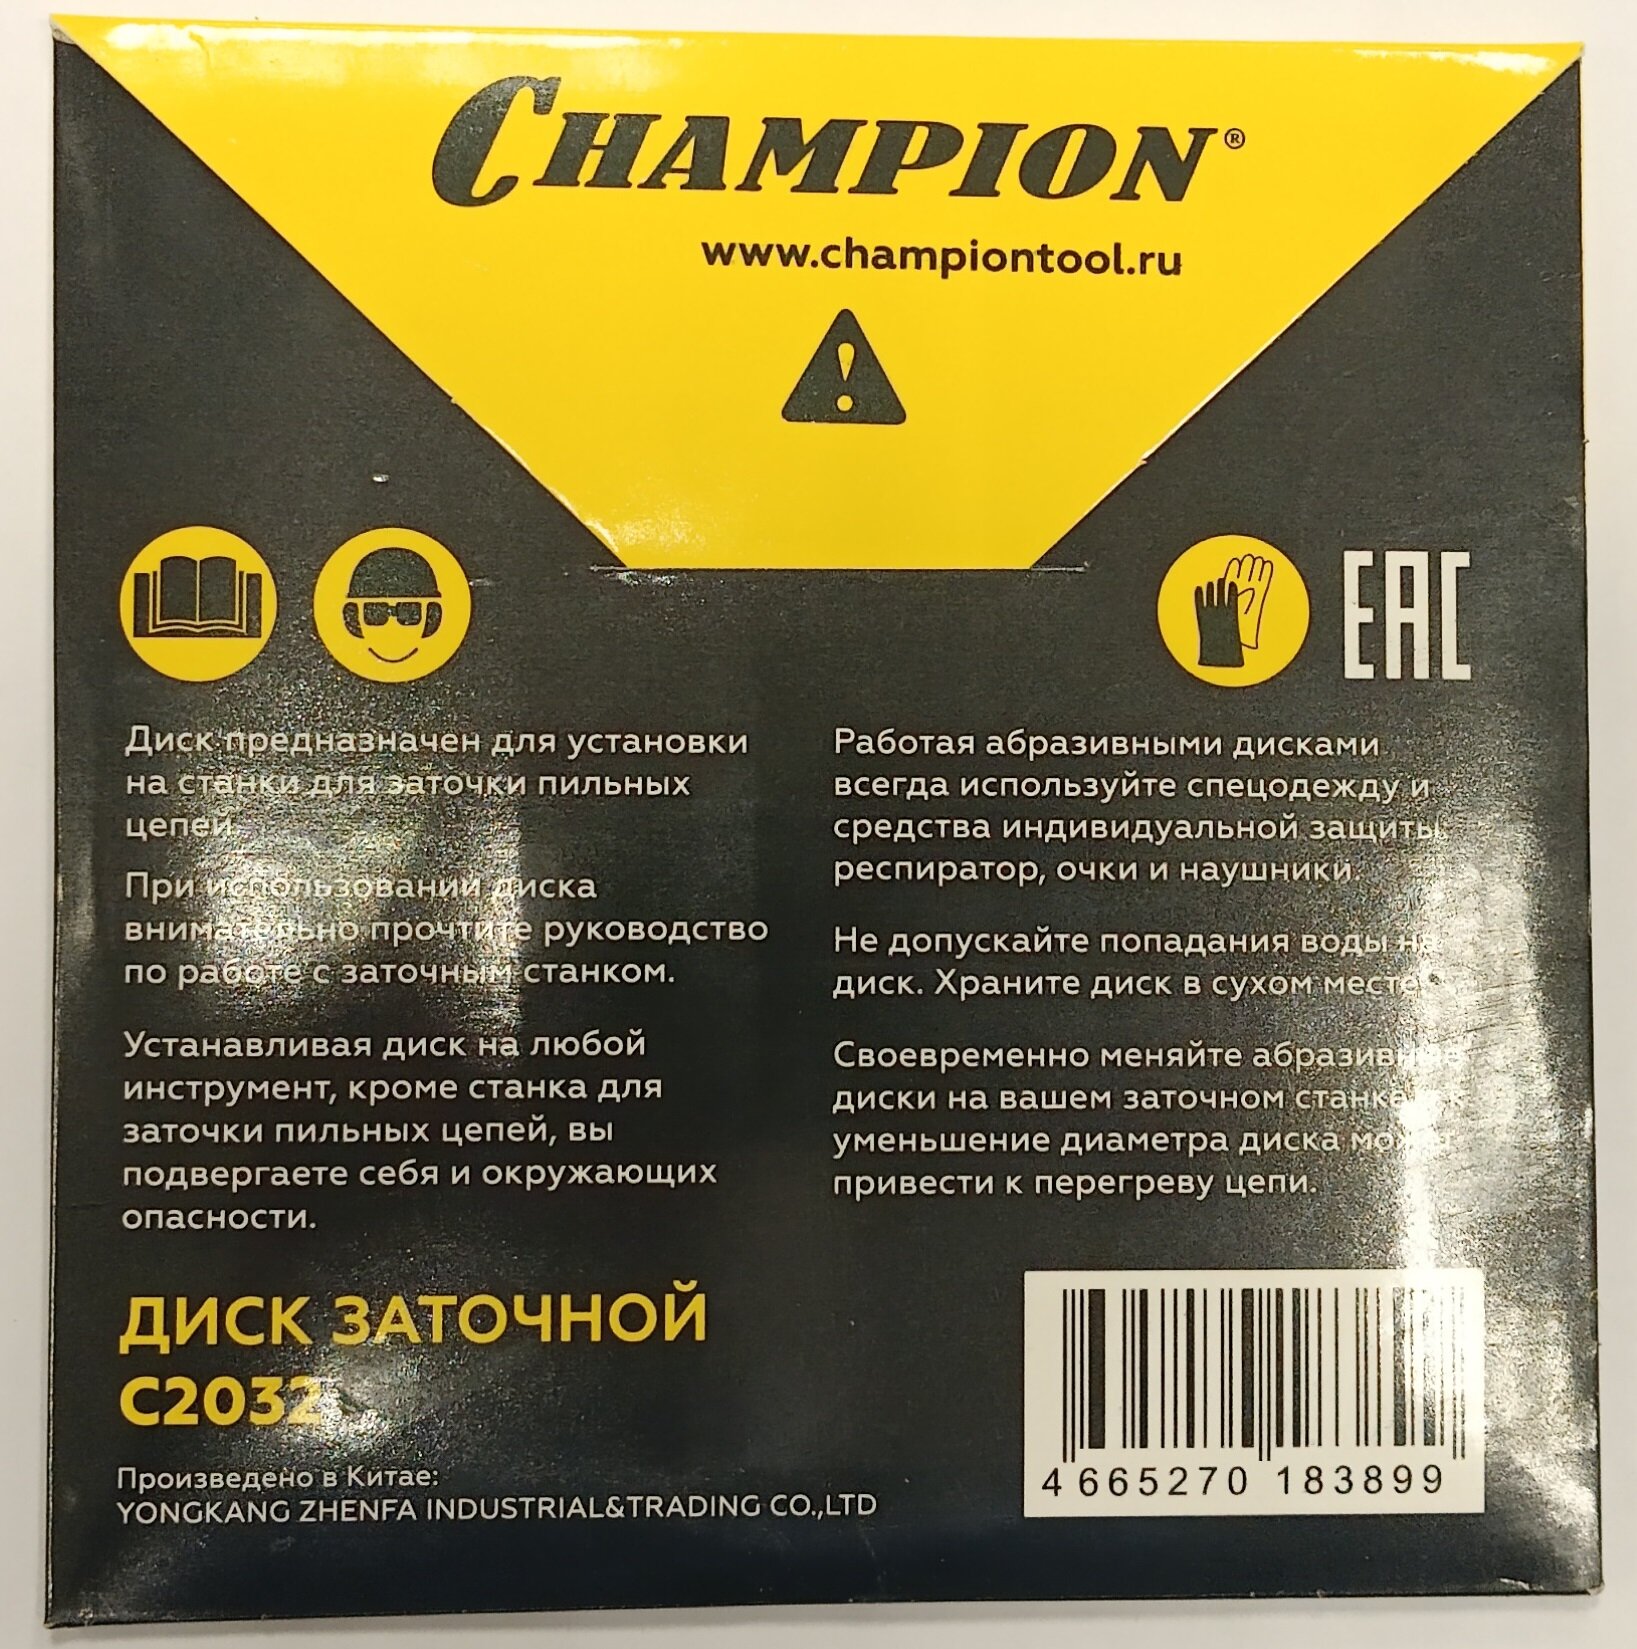 CHAMPION®
www.championtool.ru
EAC
Диск предназначен для установки
на станки для заточки пильных
цепей.
При использовании диска
внимательно прочтите руководство
по работе с заточным станком.
Устанавливая диск на любой
инструмент, кроме станка для
заточки пильных цепей, вы
подвергаете себя и окружающих
опасности.
Работая абразивными дисками
всегда используйте спецодежду и
средства индивидуальной защиты:
респиратор, очки и наушники.
Не допускайте попадания воды на
диск. Храните диск в сухом месте.
Своевременно меняйте абразивные
диски на вашем заточном станке,
уменьшение диаметра диска может
привести к перегреву цепи.
ДИСК ЗАТОЧНОЙ
C2032
Произведено в Китае:
YONGKANG ZHENFA INDUSTRIAL&TRADING CO.,LTD
4 665270 183899